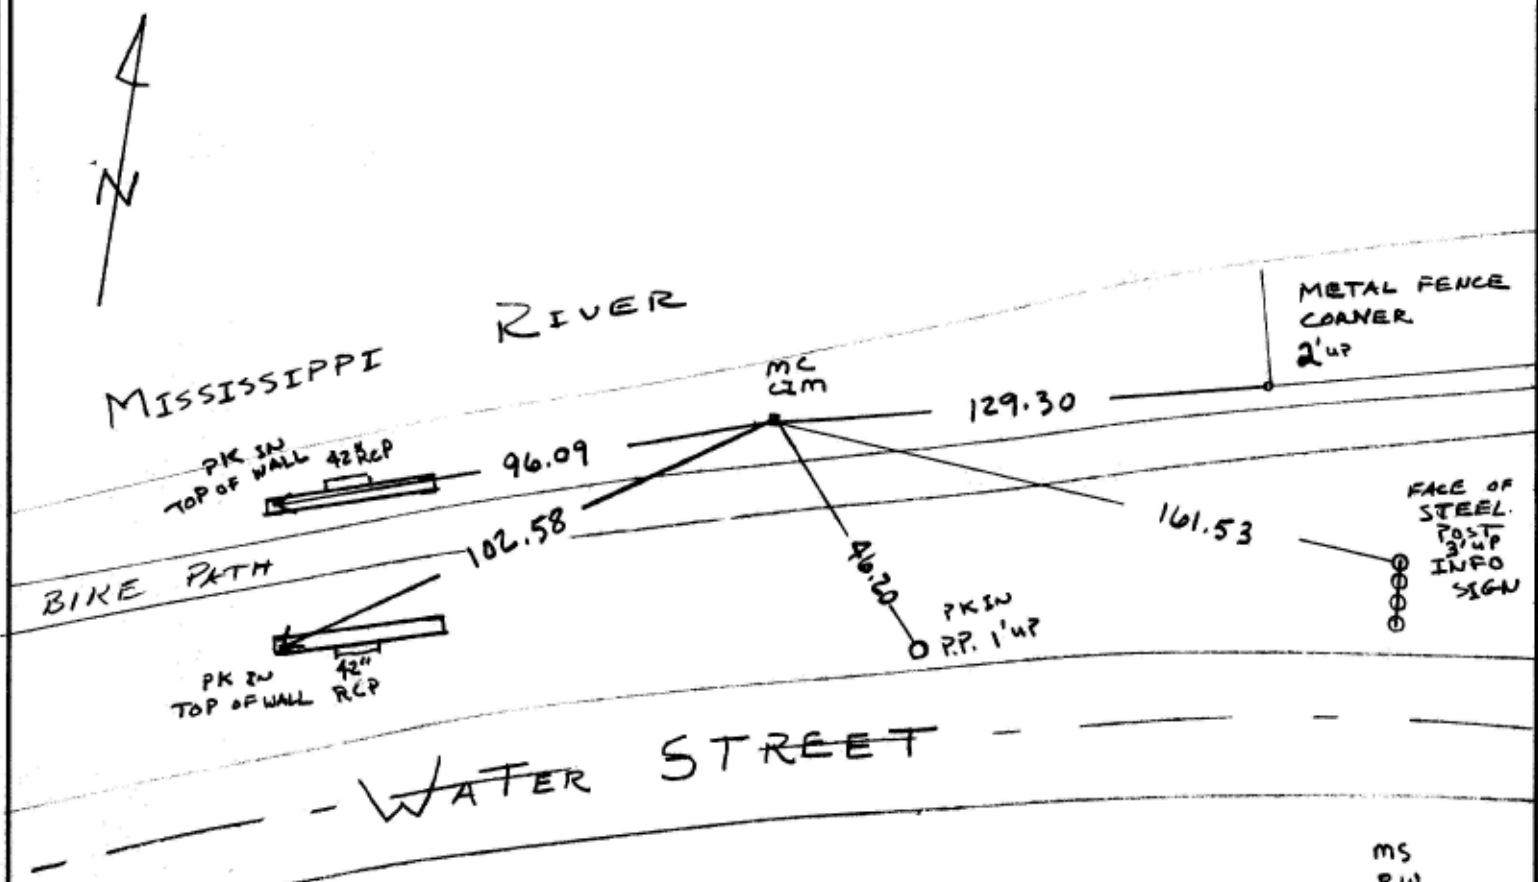 N
MISSISSIPPI RIVER
METAL FENCE
CORNER
2' UP
MC
CIM
129.30
PK IN
TOP OF WALL
42" RCP
96.09
102.58
46.20
161.53
FACE OF
STEEL.
POST
3' UP
INFO
SIGN
BIKE PATH
PK IN
P.P. 1' UP
PK IN
TOP OF WALL
42"
RCP
WATER STREET
MS